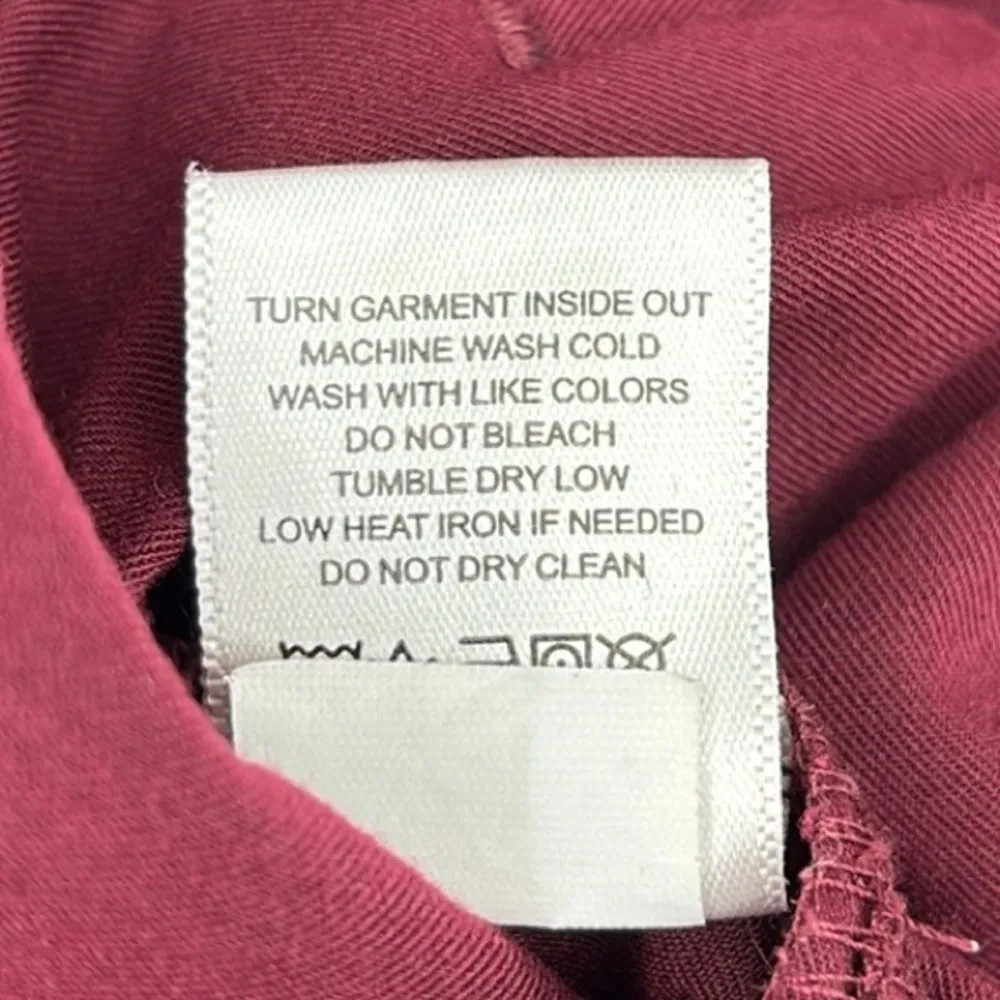 TURN GARMENT INSIDE OUT
MACHINE WASH COLD
WASH WITH LIKE COLORS
DO NOT BLEACH
TUMBLE DRY LOW
LOW HEAT IRON IF NEEDED
DO NOT DRY CLEAN